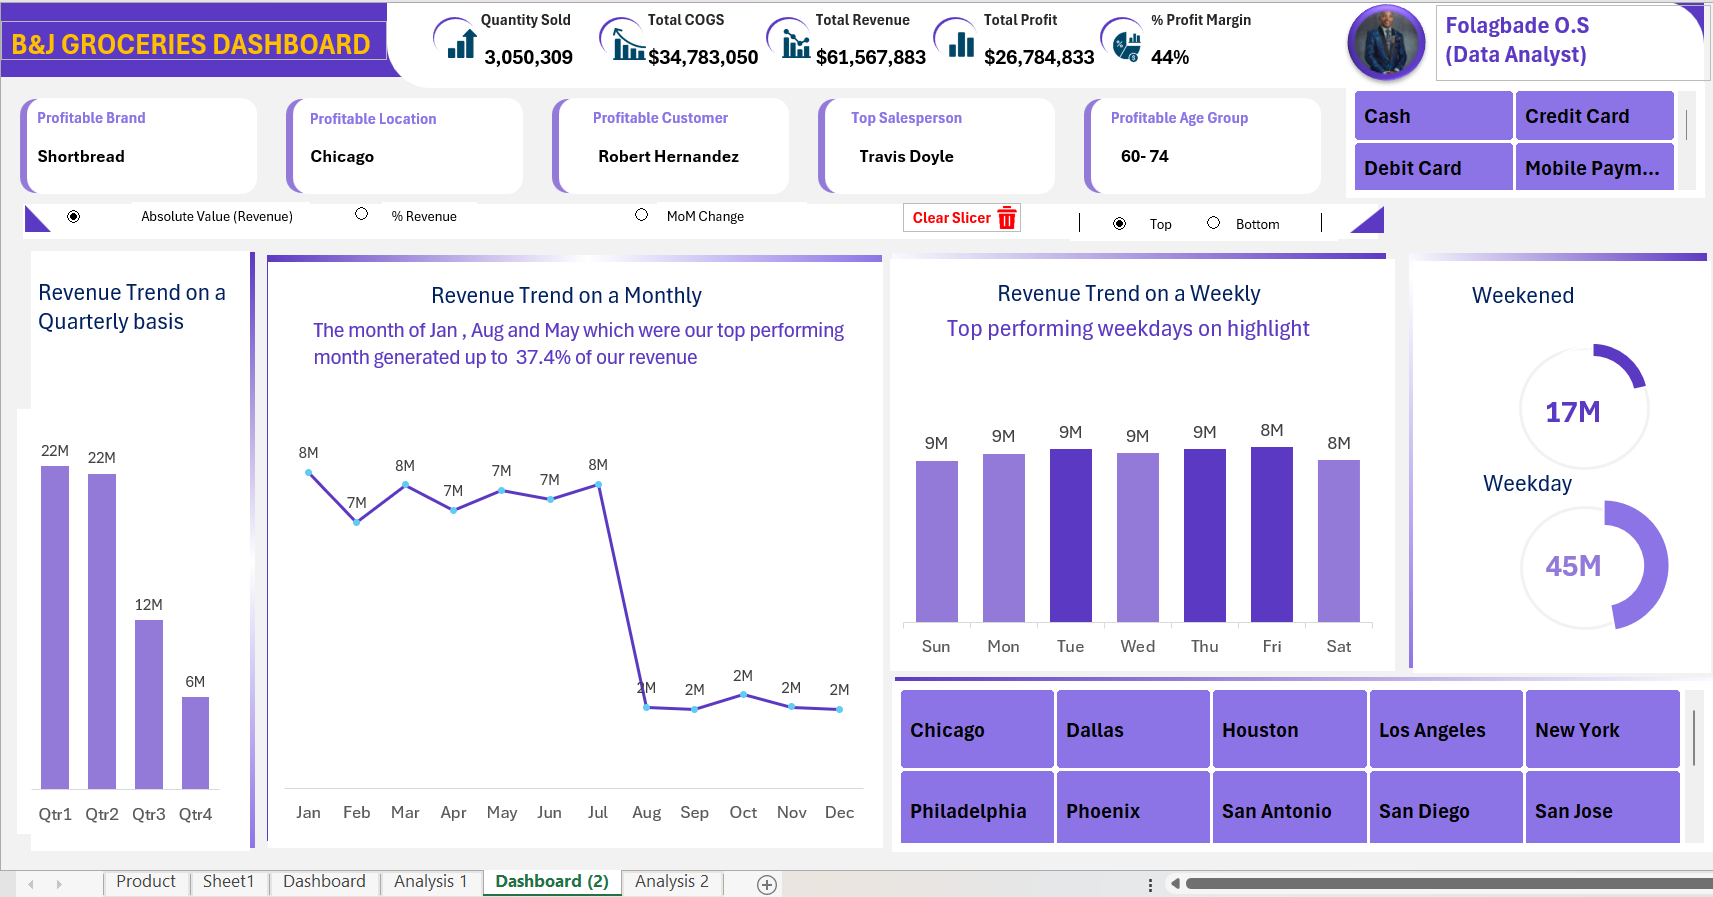 B&J GROCERIES DASHBOARD
Quantity Sold
3,050,309
Total COGS
$34,783,050
Total Revenue
$61,567,883
Total Profit
$26,784,833
% Profit Margin
44%
Folagbade O.S
(Data Analyst)
Profitable Brand
Shortbread
Profitable Location
Chicago
Profitable Customer
Robert Hernandez
Top Salesperson
Travis Doyle
Profitable Age Group
60- 74
Cash
Credit Card
Debit Card
Mobile Paym...
Absolute Value (Revenue)
% Revenue
MoM Change
Clear Slicer
Top
Bottom
Revenue Trend on a
Quarterly basis
22M
22M
12M
6M
Qtr1 Qtr2 Qtr3 Qtr4
Revenue Trend on a Monthly
The month of Jan , Aug and May which were our top performing
month generated up to 37.4% of our revenue
8M
7M
8M
7M
7M
7M
8M
2M
2M
2M
2M
2M
Jan Feb Mar Apr May Jun Jul Aug Sep Oct Nov Dec
Revenue Trend on a Weekly
Top performing weekdays on highlight
9M
9M
9M
9M
9M
8M
8M
Sun Mon Tue Wed Thu Fri Sat
Weekened
17M
Weekday
45M
Chicago
Dallas
Houston
Los Angeles
New York
Philadelphia
Phoenix
San Antonio
San Diego
San Jose
Product
Sheet1
Dashboard
Analysis 1
Dashboard (2)
Analysis 2